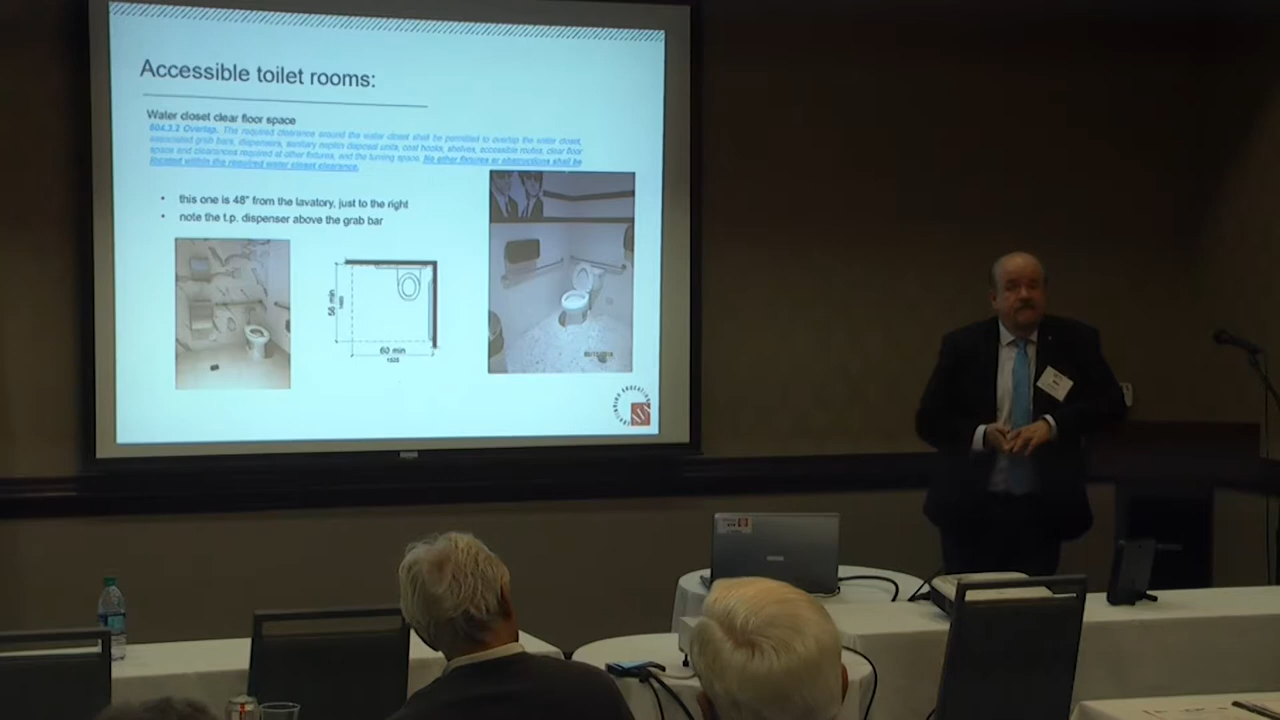 Accessible toilet rooms:
Water closet clear floor space
604.3.2 Overlap. The required clearance around the water closet shall be permitted to overlap the water closet,
associated grab bars, dispensers, sanitary napkin disposal units, coat hooks, shelves, accessible routes, clear floor
space and clearances required at other fixtures, and the turning space. No other fixtures or obstructions shall be
located within the required water closet clearance.
• this one is 48" from the lavatory, just to the right
• note the t.p. dispenser above the grab bar
56 min
60 min
1525
CONTINUING EDUCATION